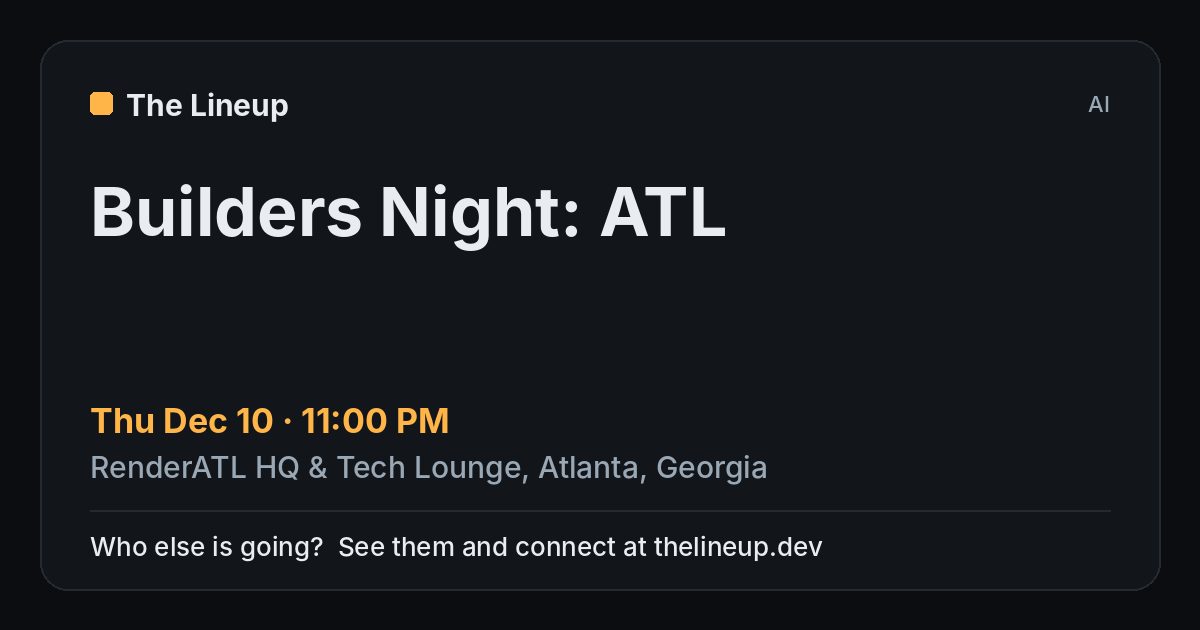 The Lineup
AI
Builders Night: ATL
Thu Dec 10 · 11:00 PM
RenderATL HQ & Tech Lounge, Atlanta, Georgia
Who else is going? See them and connect at thelineup.dev